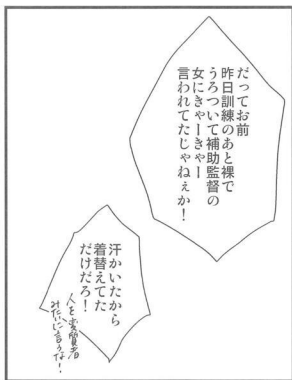 だってお前
昨日訓練のあと裸で
うろついて補助監督の
女にきゃーきゃー
言われてたじゃねぇか!
汗かいたから
着替えてた
だけだろ!
人を変質者
みたいに言うな!